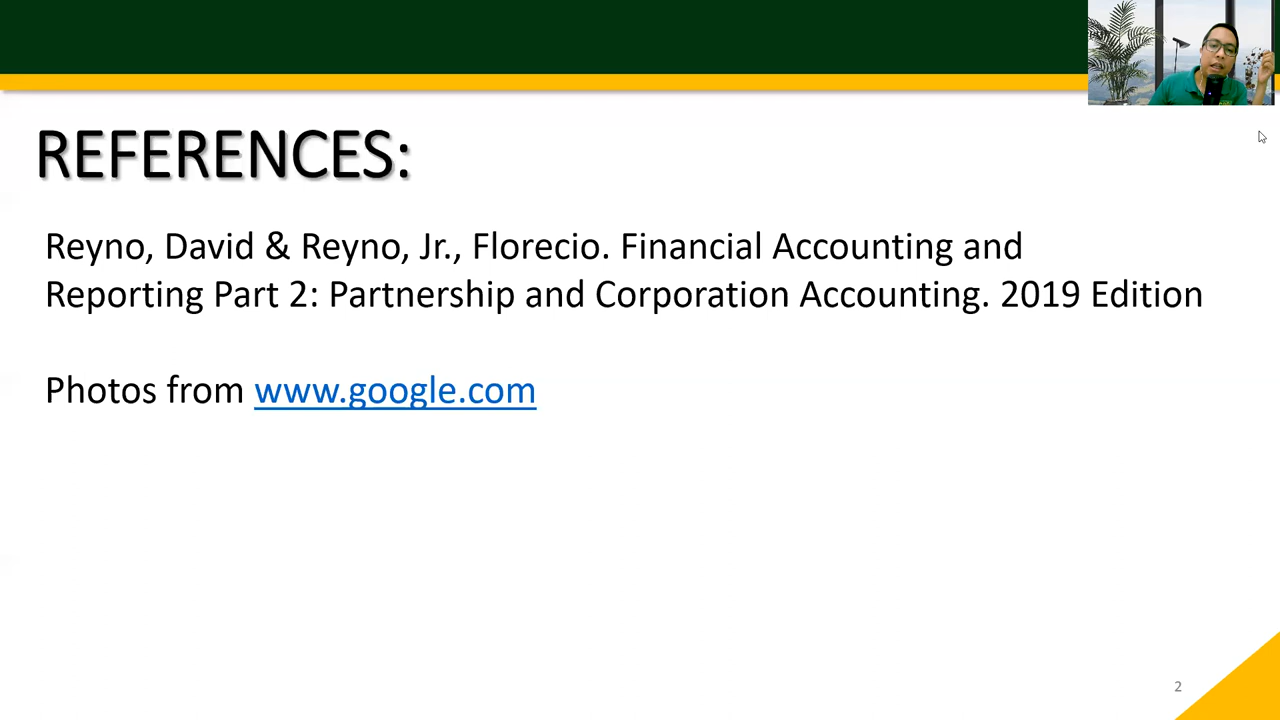 REFERENCES:
Reyno, David & Reyno, Jr., Florecio. Financial Accounting and
Reporting Part 2: Partnership and Corporation Accounting. 2019 Edition
Photos from www.google.com
2